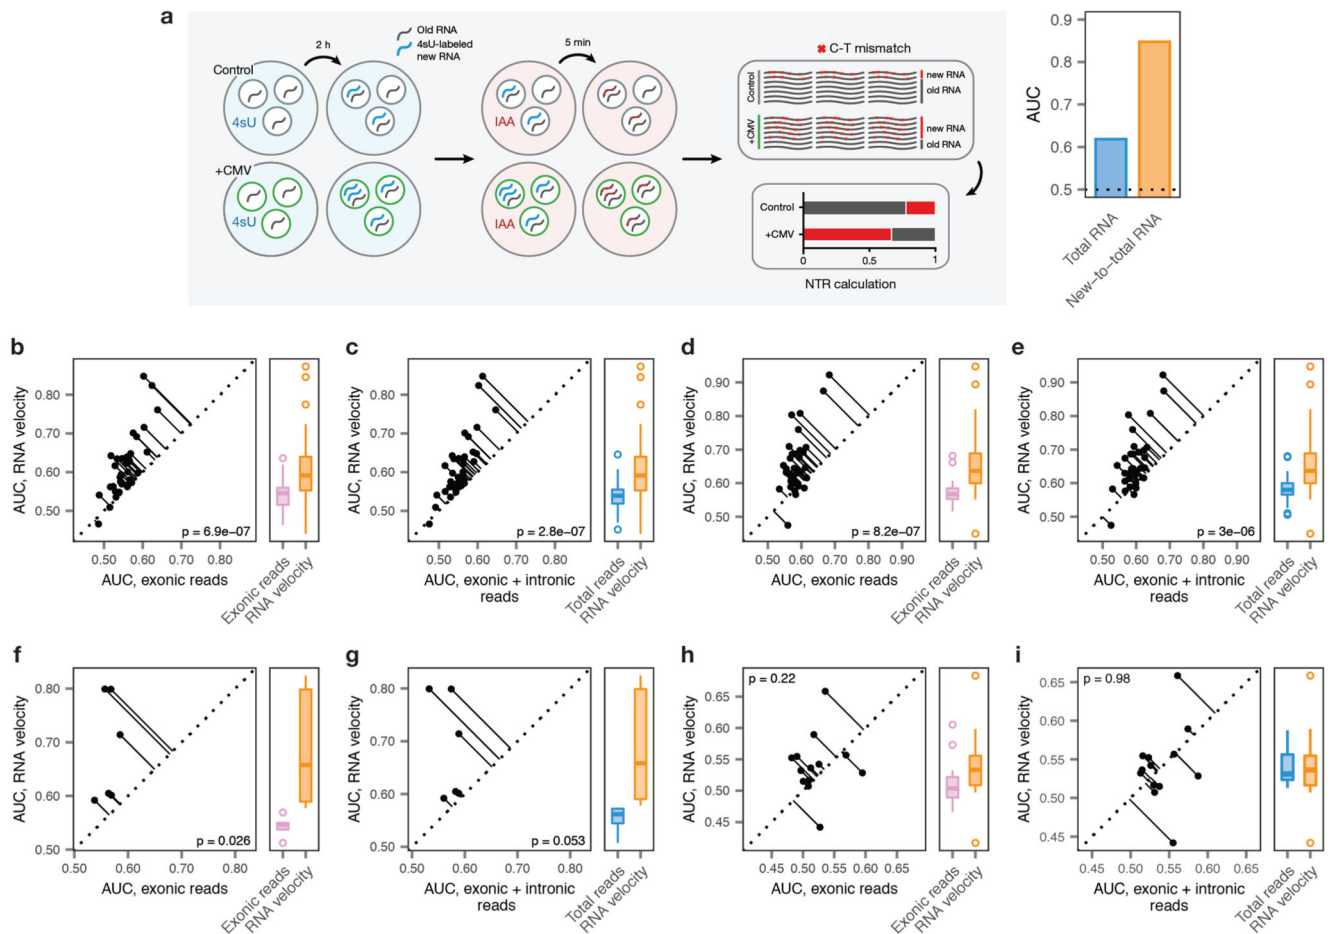 a
Old RNA
4sU-labeled
new RNA
2 h
Control
4sU
+CMV
4sU
5 min
IAA
IAA
✖ C-T mismatch
Control
new RNA
old RNA
+CMV
new RNA
old RNA
Control
+CMV
0
0.5
1
NTR calculation
AUC
0.9
0.8
0.7
0.6
0.5
Total RNA
New-to-total RNA
b
AUC, RNA velocity
0.80
0.70
0.60
0.50
p = 6.9e-07
0.50
0.60
0.70
0.80
AUC, exonic reads
Exonic reads
RNA velocity
c
AUC, RNA velocity
0.80
0.70
0.60
0.50
p = 2.8e-07
0.50
0.60
0.70
0.80
AUC, exonic + intronic
reads
Total reads
RNA velocity
d
AUC, RNA velocity
0.90
0.80
0.70
0.60
0.50
p = 8.2e-07
0.50
0.60
0.70
0.80
0.90
AUC, exonic reads
Exonic reads
RNA velocity
e
AUC, RNA velocity
0.90
0.80
0.70
0.60
0.50
p = 3e-06
0.50
0.60
0.70
0.80
0.90
AUC, exonic + intronic
reads
Total reads
RNA velocity
f
AUC, RNA velocity
0.80
0.70
0.60
0.50
p = 0.026
0.50
0.60
0.70
0.80
AUC, exonic reads
Exonic reads
RNA velocity
g
AUC, RNA velocity
0.80
0.70
0.60
0.50
p = 0.053
0.50
0.60
0.70
0.80
AUC, exonic + intronic
reads
Total reads
RNA velocity
h
AUC, RNA velocity
p = 0.22
0.65
0.60
0.55
0.50
0.45
0.45
0.50
0.55
0.60
0.65
AUC, exonic reads
Exonic reads
RNA velocity
i
AUC, RNA velocity
p = 0.98
0.65
0.60
0.55
0.50
0.45
0.45
0.50
0.55
0.60
0.65
AUC, exonic + intronic
reads
Total reads
RNA velocity